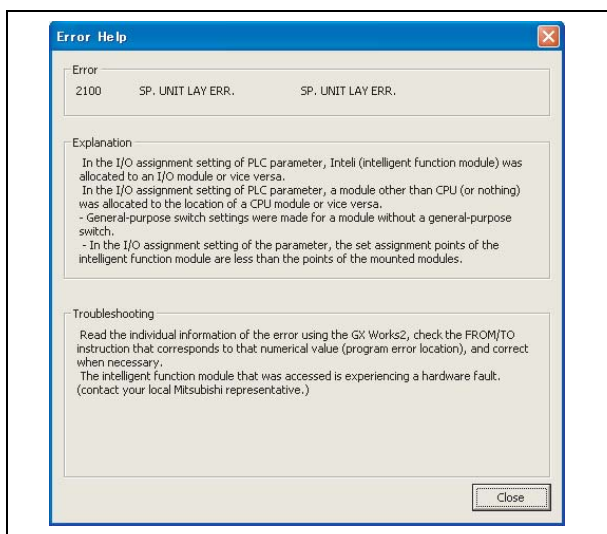 Error Help
Error
2100 SP. UNIT LAY ERR. SP. UNIT LAY ERR.
Explanation
In the I/O assignment setting of PLC parameter, Inteli (intelligent function module) was
allocated to an I/O module or vice versa.
In the I/O assignment setting of PLC parameter, a module other than CPU (or nothing)
was allocated to the location of a CPU module or vice versa.
- General-purpose switch settings were made for a module without a general-purpose
switch.
- In the I/O assignment setting of the parameter, the set assignment points of the
intelligent function module are less than the points of the mounted modules.
Troubleshooting
Read the individual information of the error using the GX Works2, check the FROM/TO
instruction that corresponds to that numerical value (program error location), and correct
when necessary.
The intelligent function module that was accessed is experiencing a hardware fault.
(contact your local Mitsubishi representative.)
Close